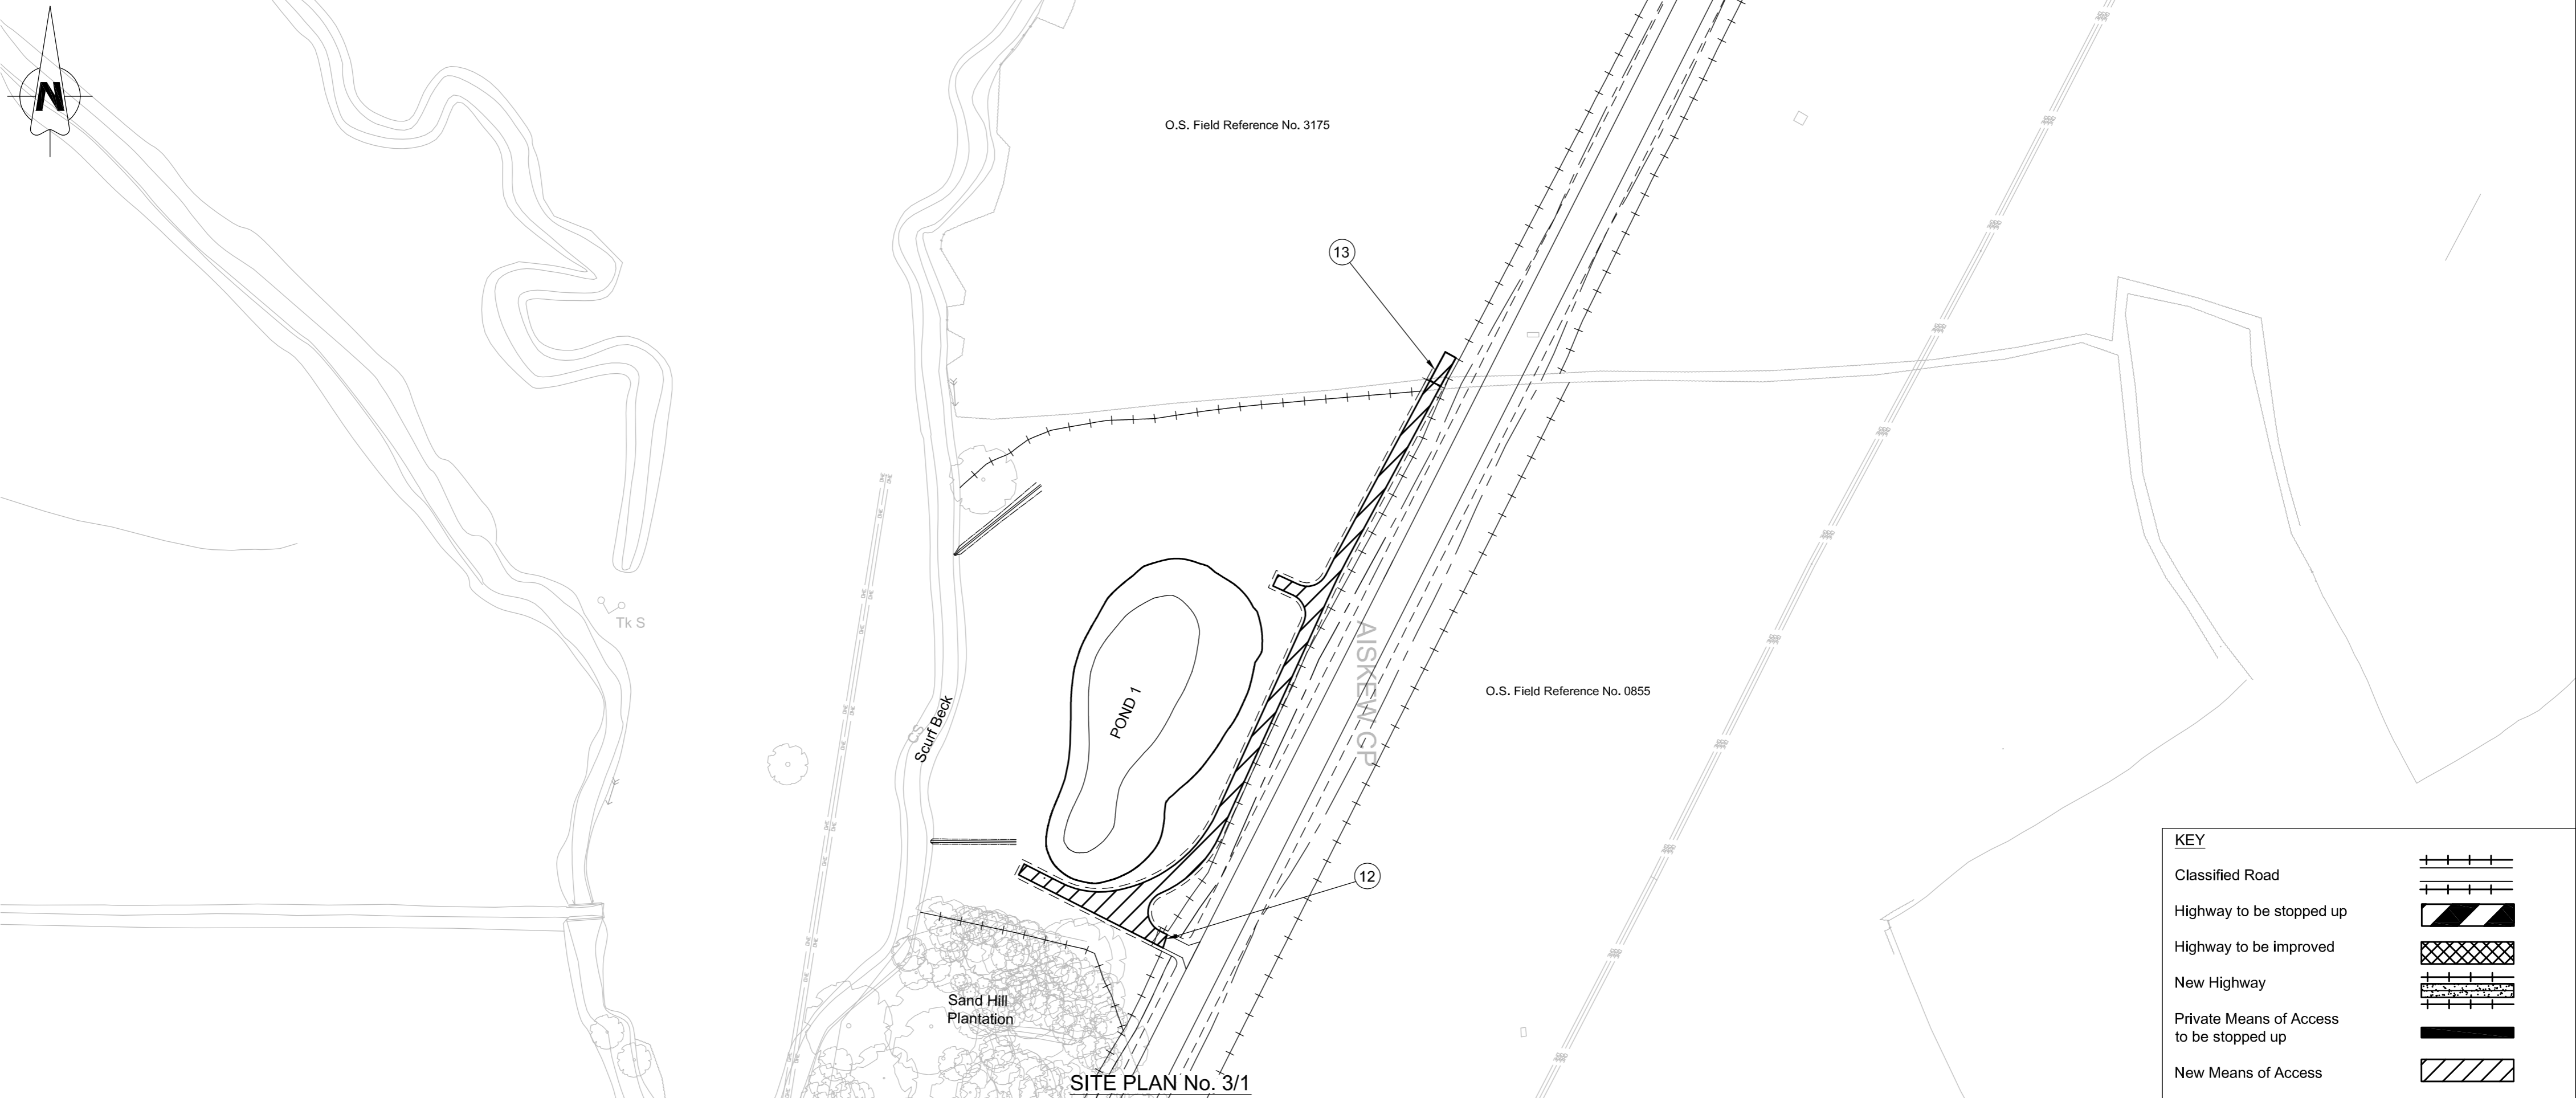 N
O.S. Field Reference No. 3175
13
Tk S
AISKEW CP
O.S. Field Reference No. 0855
POND 1
CS
Scurf Beck
12
Sand Hill
Plantation
SITE PLAN No. 3/1
KEY
Classified Road
Highway to be stopped up
Highway to be improved
New Highway
Private Means of Access
to be stopped up
New Means of Access